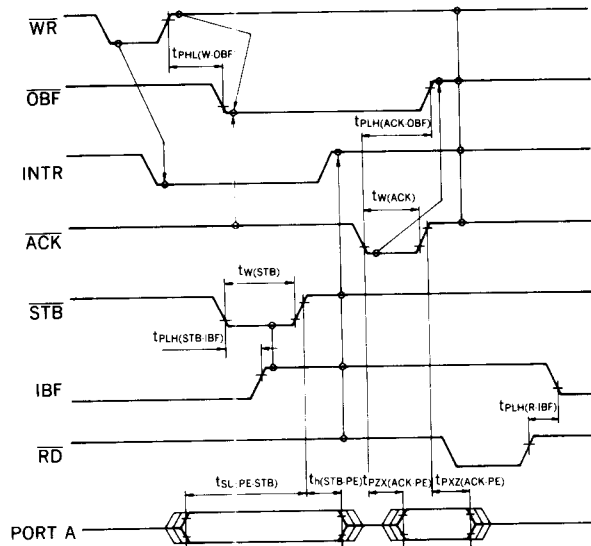 WR
tPHL(W·OBF
OBF
tPLH(ACK·OBF)
INTR
tW(ACK)
ACK
tW(STB)
STB
tPLH(STB·IBF)
IBF
tPLH(R·IBF)
RD
tSL(PE·STB) th(STB·PE) tPZX(ACK·PE) tPXZ(ACK·PE)
PORT A